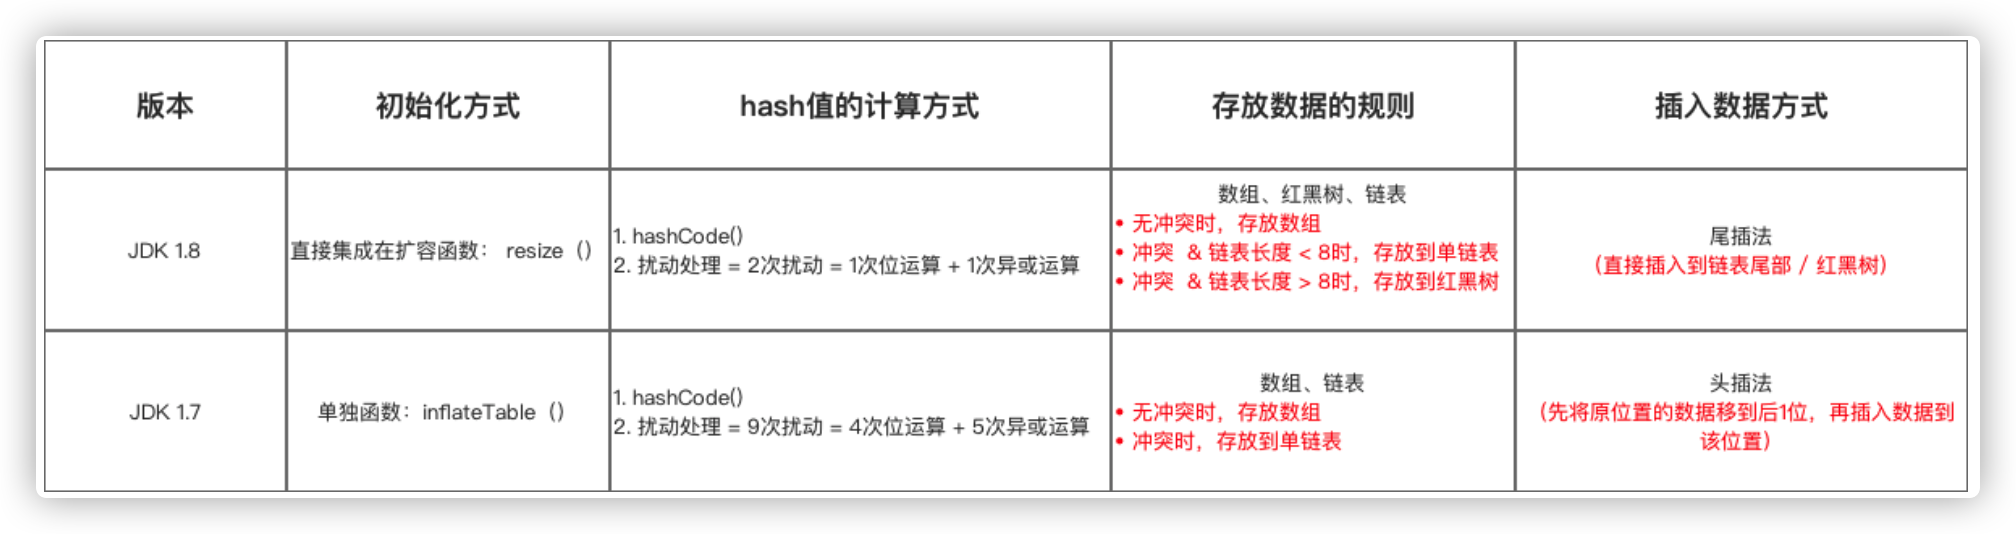 版本
初始化方式
hash值的计算方式
存放数据的规则
插入数据方式
JDK 1.8
直接集成在扩容函数： resize（）
1. hashCode()
2. 扰动处理 = 2次扰动 = 1次位运算 + 1次异或运算
数组、红黑树、链表
• 无冲突时，存放数组
• 冲突 & 链表长度 < 8时，存放到单链表
• 冲突 & 链表长度 > 8时，存放到红黑树
尾插法
（直接插入到链表尾部 / 红黑树）
JDK 1.7
单独函数：inflateTable（）
1. hashCode()
2. 扰动处理 = 9次扰动 = 4次位运算 + 5次异或运算
数组、链表
• 无冲突时，存放数组
• 冲突时，存放到单链表
头插法
（先将原位置的数据移到后1位，再插入数据到
该位置）